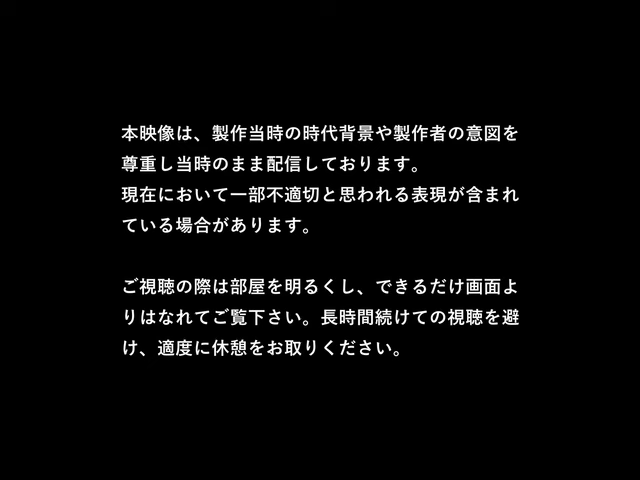 本映像は、製作当時の時代背景や製作者の意図を
尊重し当時のまま配信しております。
現在において一部不適切と思われる表現が含まれ
ている場合があります。
ご視聴の際は部屋を明るくし、できるだけ画面よ
りはなれてご覧下さい。長時間続けての視聴を避
け、適度に休憩をお取りください。